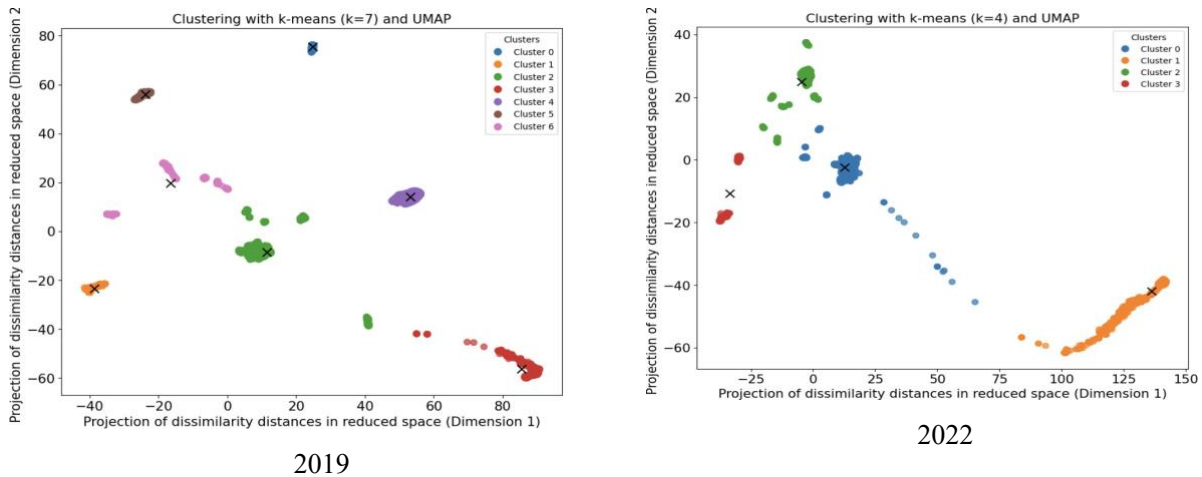 Clustering with k-means (k=7) and UMAP
Projection of dissimilarity distances in reduced space (Dimension 2
80
60
40
20
0
−20
−40
−60
−40
−20
0
20
40
60
80
Projection of dissimilarity distances in reduced space (Dimension 1)
Clusters
Cluster 0
Cluster 1
Cluster 2
Cluster 3
Cluster 4
Cluster 5
Cluster 6
2019
Clustering with k-means (k=4) and UMAP
Projection of dissimilarity distances in reduced space (Dimension 2
40
20
0
−20
−40
−60
−25
0
25
50
75
100
125
150
Projection of dissimilarity distances in reduced space (Dimension 1)
Clusters
Cluster 0
Cluster 1
Cluster 2
Cluster 3
2022